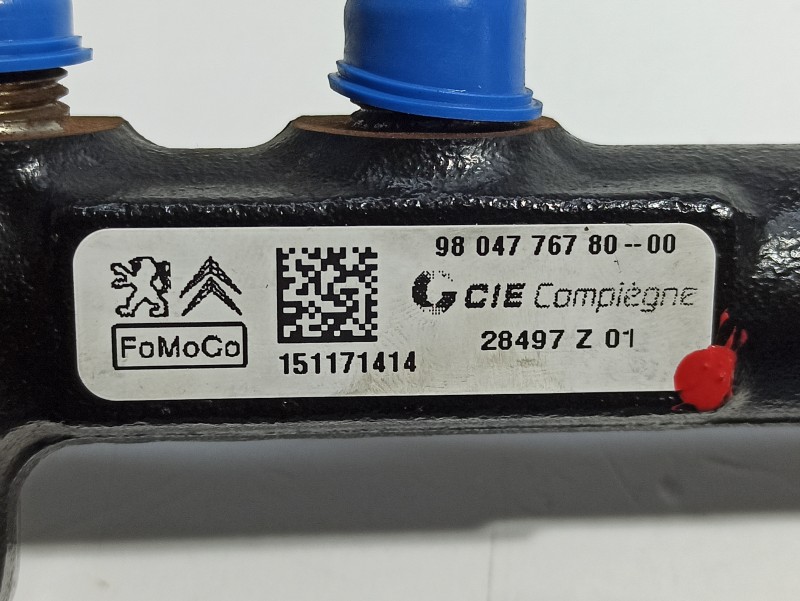 98 047 767 80--00
CIE Compiègne
FoMoCo
151171414
28497 Z 01